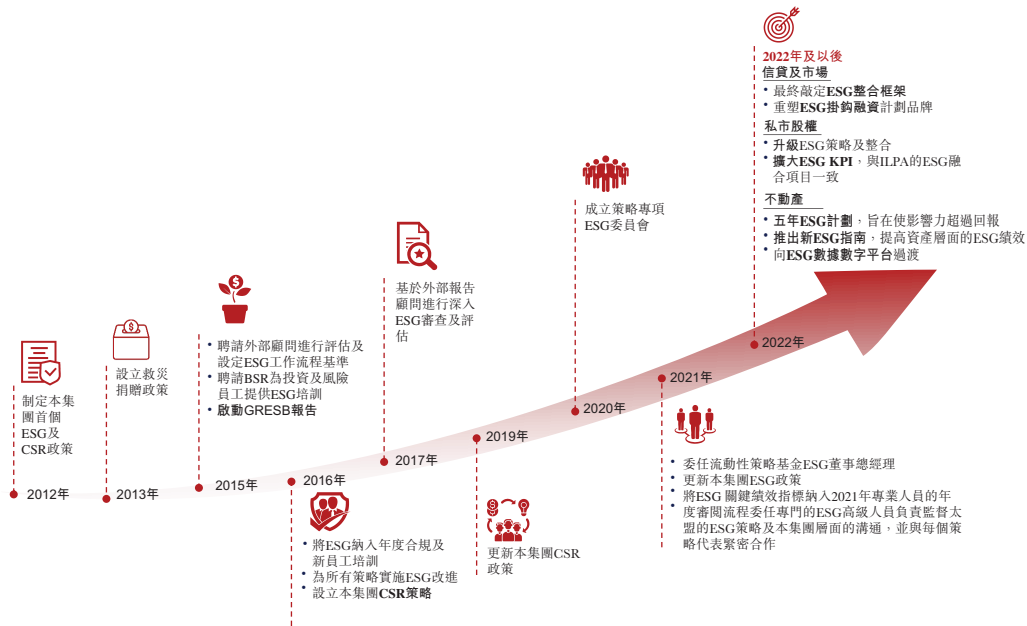 2012年
制定本集
團首個
ESG及
CSR政策
2013年
設立救災
捐贈政策
2015年
• 聘請外部顧問進行評估及
設定ESG工作流程基準
• 聘請BSR為投資及風險
員工提供ESG培訓
• 啟動GRESB報告
2016年
• 將ESG納入年度合規及
新員工培訓
• 為所有策略實施ESG改進
• 設立本集團CSR策略
2017年
基於外部報告
顧問進行深入
ESG審查及評
估
2019年
更新本集團CSR
政策
2020年
成立策略專項
ESG委員會
2021年
• 委任流動性策略基金ESG董事總經理
• 更新本集團ESG政策
• 將ESG 關鍵績效指標納入2021年專業人員的年
度審閱流程委任專門的ESG高級人員負責監督太
盟的ESG策略及本集團層面的溝通，並與每個策
略代表緊密合作
2022年
2022年及以後
信貸及市場
• 最終敲定ESG整合框架
• 重塑ESG掛鈎融資計劃品牌
私市股權
• 升級ESG策略及整合
• 擴大ESG KPI，與ILPA的ESG融
合項目一致
不動產
• 五年ESG計劃，旨在使影響力超過回報
• 推出新ESG指南，提高資產層面的ESG績效
• 向ESG數據數字平台過渡